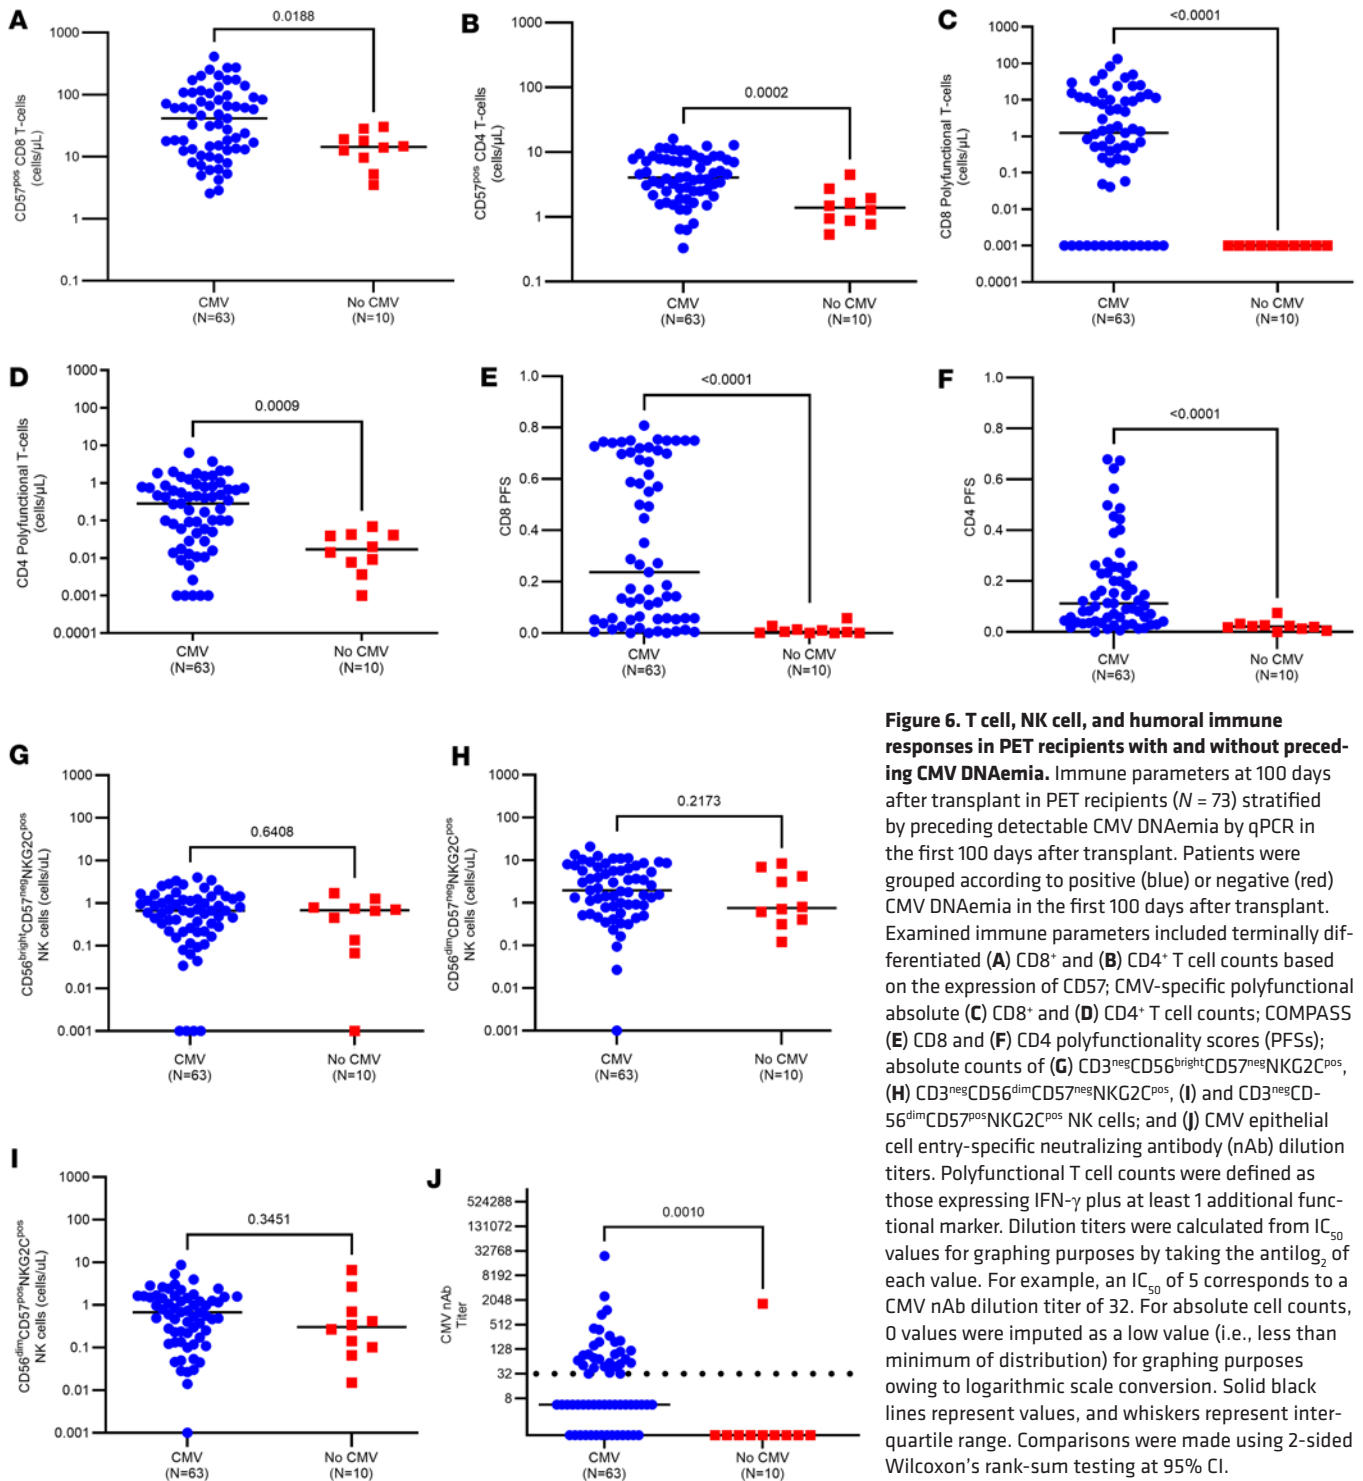 A
0.0188
1000
100
10
1
0.1
CD57pos CD8 T-cells
(cells/µL)
CMV
(N=63)
No CMV
(N=10)
B
0.0002
1000
100
10
1
0.1
CD57pos CD4 T-cells
(cells/µL)
CMV
(N=63)
No CMV
(N=10)
C
<0.0001
1000
100
10
1
0.1
0.01
0.001
0.0001
CD8 Polyfunctional T-cells
(cells/µL)
CMV
(N=63)
No CMV
(N=10)
D
0.0009
1000
100
10
1
0.1
0.01
0.001
0.0001
CD4 Polyfunctional T-cells
(cells/µL)
CMV
(N=63)
No CMV
(N=10)
E
<0.0001
1.0
0.8
0.6
0.4
0.2
0.0
CD8 PFS
CMV
(N=63)
No CMV
(N=10)
F
<0.0001
1.0
0.8
0.6
0.4
0.2
0.0
CD4 PFS
CMV
(N=63)
No CMV
(N=10)
G
0.6408
1000
100
10
1
0.1
0.01
0.001
CD56brightCD57negNKG2Cpos
NK cells (cells/uL)
CMV
(N=63)
No CMV
(N=10)
H
0.2173
1000
100
10
1
0.1
0.01
0.001
CD56dimCD57negNKG2Cpos
NK cells (cells/uL)
CMV
(N=63)
No CMV
(N=10)
I
0.3451
1000
100
10
1
0.1
0.01
0.001
CD56dimCD57posNKG2Cpos
NK cells (cells/uL)
CMV
(N=63)
No CMV
(N=10)
J
0.0010
524288
131072
32768
8192
2048
512
128
32
8
CMV nAb
Titer
CMV
(N=63)
No CMV
(N=10)
Figure 6. T cell, NK cell, and humoral immune
responses in PET recipients with and without preced-
ing CMV DNAemia. Immune parameters at 100 days
after transplant in PET recipients (N = 73) stratified
by preceding detectable CMV DNAemia by qPCR in
the first 100 days after transplant. Patients were
grouped according to positive (blue) or negative (red)
CMV DNAemia in the first 100 days after transplant.
Examined immune parameters included terminally dif-
ferentiated (A) CD8+ and (B) CD4+ T cell counts based
on the expression of CD57; CMV-specific polyfunctional
absolute (C) CD8+ and (D) CD4+ T cell counts; COMPASS
(E) CD8 and (F) CD4 polyfunctionality scores (PFSs);
absolute counts of (G) CD3negCD56brightCD57negNKG2Cpos,
(H) CD3negCD56dimCD57negNKG2Cpos, (I) and CD3negCD-
56dimCD57posNKG2Cpos NK cells; and (J) CMV epithelial
cell entry-specific neutralizing antibody (nAb) dilution
titers. Polyfunctional T cell counts were defined as
those expressing IFN-γ plus at least 1 additional func-
tional marker. Dilution titers were calculated from IC50
values for graphing purposes by taking the antilog2 of
each value. For example, an IC50 of 5 corresponds to a
CMV nAb dilution titer of 32. For absolute cell counts,
0 values were imputed as a low value (i.e., less than
minimum of distribution) for graphing purposes
owing to logarithmic scale conversion. Solid black
lines represent values, and whiskers represent inter-
quartile range. Comparisons were made using 2-sided
Wilcoxon's rank-sum testing at 95% CI.